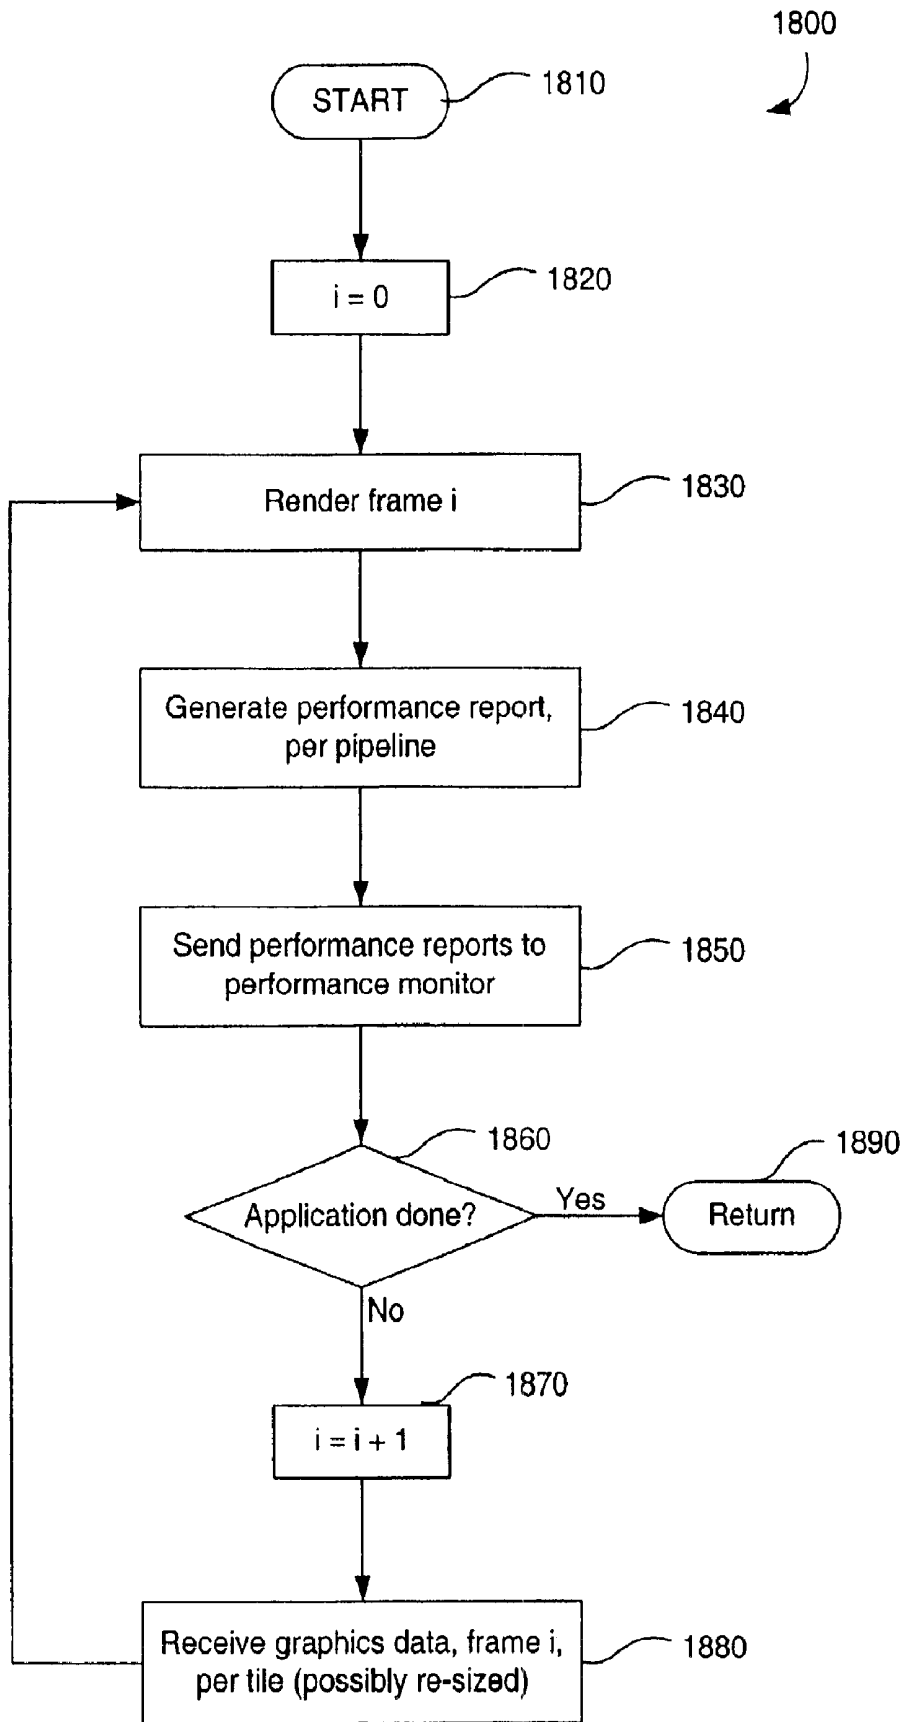 1800
START
1810
i = 0
1820
Render frame i
1830
Generate performance report,
per pipeline
1840
Send performance reports to
performance monitor
1850
Application done?
1860
Yes
Return
1890
No
i = i + 1
1870
Receive graphics data, frame i,
per tile (possibly re-sized)
1880